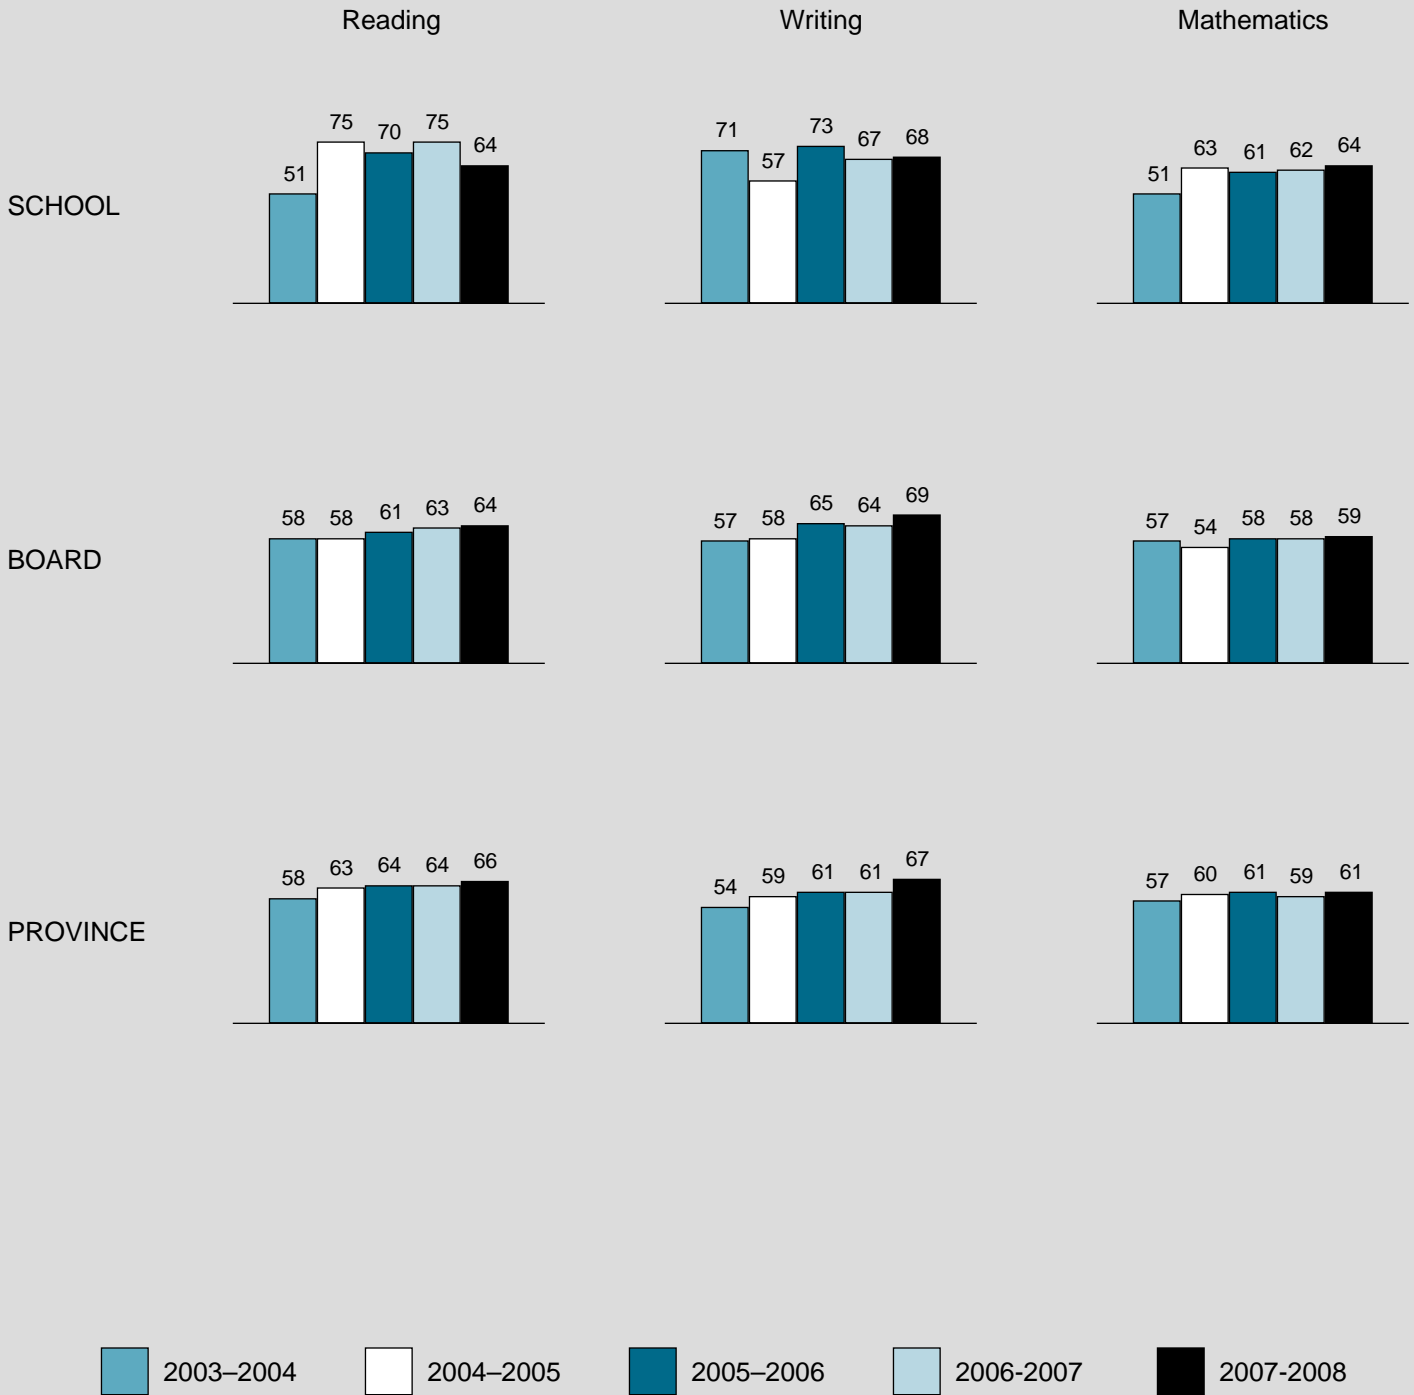 Reading Writing Mathematics
75 70 75 64 51
71 57 73 67 68
51 63 61 62 64
SCHOOL
58 58 61 63 64
57 58 65 64 69
57 54 58 58 59
BOARD
58 63 64 64 66
54 59 61 61 67
57 60 61 59 61
PROVINCE
2003–2004 2004–2005 2005–2006 2006-2007 2007-2008